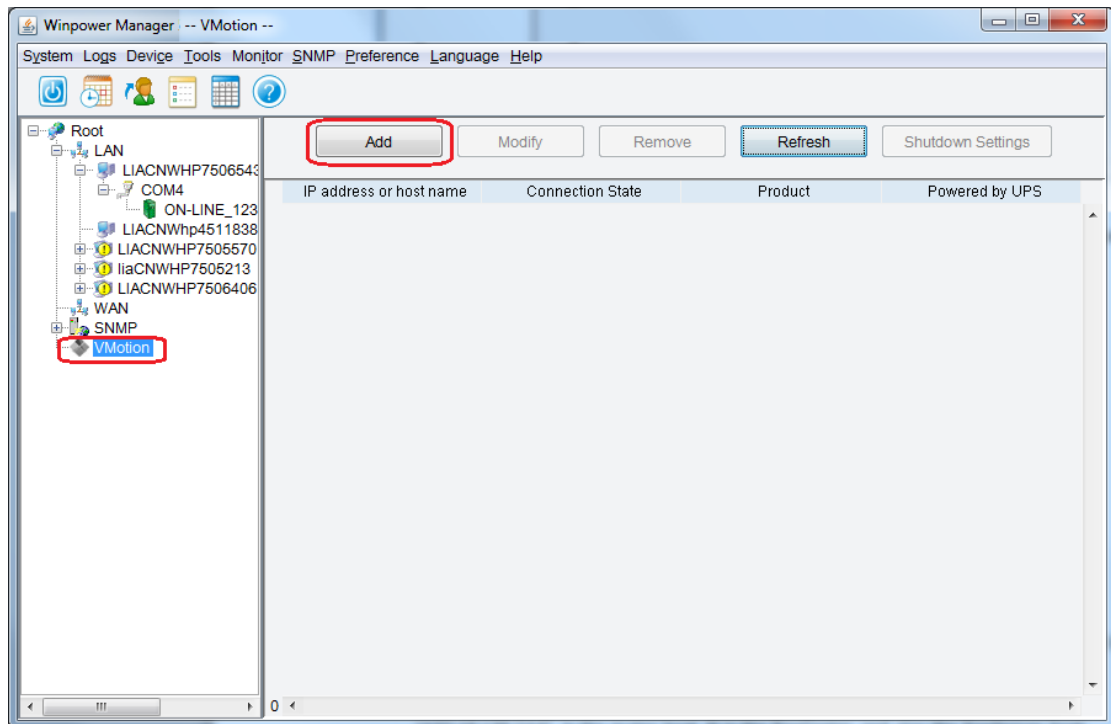 Winpower Manager -- VMotion --
System Logs Device Tools Monitor SNMP Preference Language Help
Root
LAN
LIACNWHP7506543
COM4
ON-LINE_123
LIACNWhp4511838
LIACNWHP7505570
liaCNWHP7505213
LIACNWHP7506406
WAN
SNMP
VMotion
Add Modify Remove Refresh Shutdown Settings
IP address or host name Connection State Product Powered by UPS
0